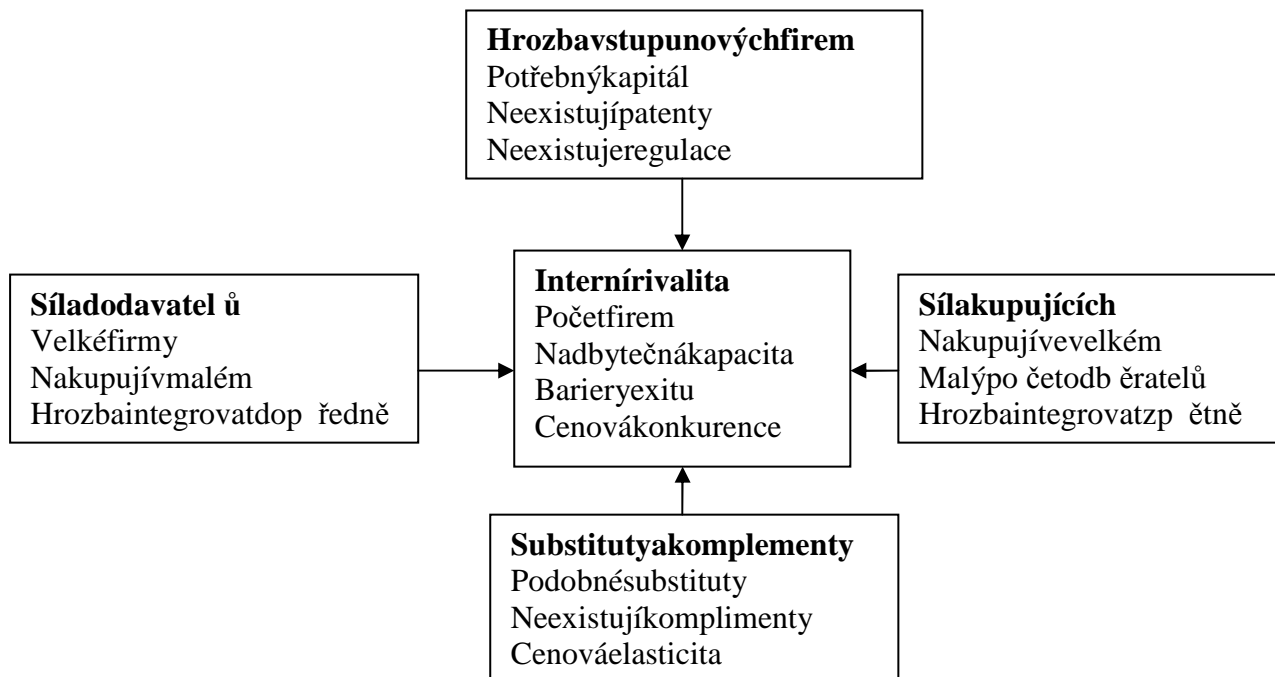 Hrozbavstupunovýchfirem
Potřebnýkapitál
Neexistujípatenty
Neexistujeregulace
Síladodavatel ů
Velkéfirmy
Nakupujívmalém
Hrozbaintegrovatdop ředně
Internírivalita
Početfirem
Nadbytečnákapacita
Barieryexitu
Cenovákonkurence
Sílakupujících
Nakupujívevelkém
Malýpo četodb ěratelů
Hrozbaintegrovatzp ětně
Substitutyakomplementy
Podobnésubstituty
Neexistujíkomplimenty
Cenováelasticita